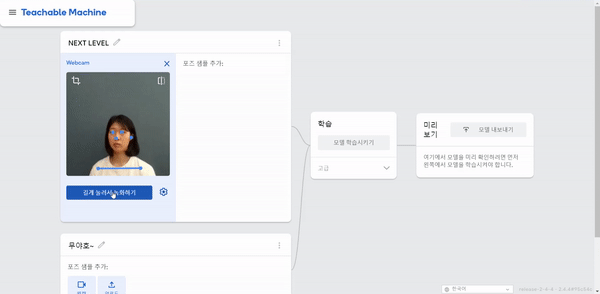 Teachable Machine
NEXT LEVEL
Webcam
포즈 샘플 추가:
길게 눌러서 녹화하기
학습
모델 학습시키기
고급
미리
보기
모델 내보내기
여기에서 모델을 미리 확인하려면 먼저
왼쪽에서 모델을 학습시켜야 합니다.
무야호~
포즈 샘플 추가:
한국어